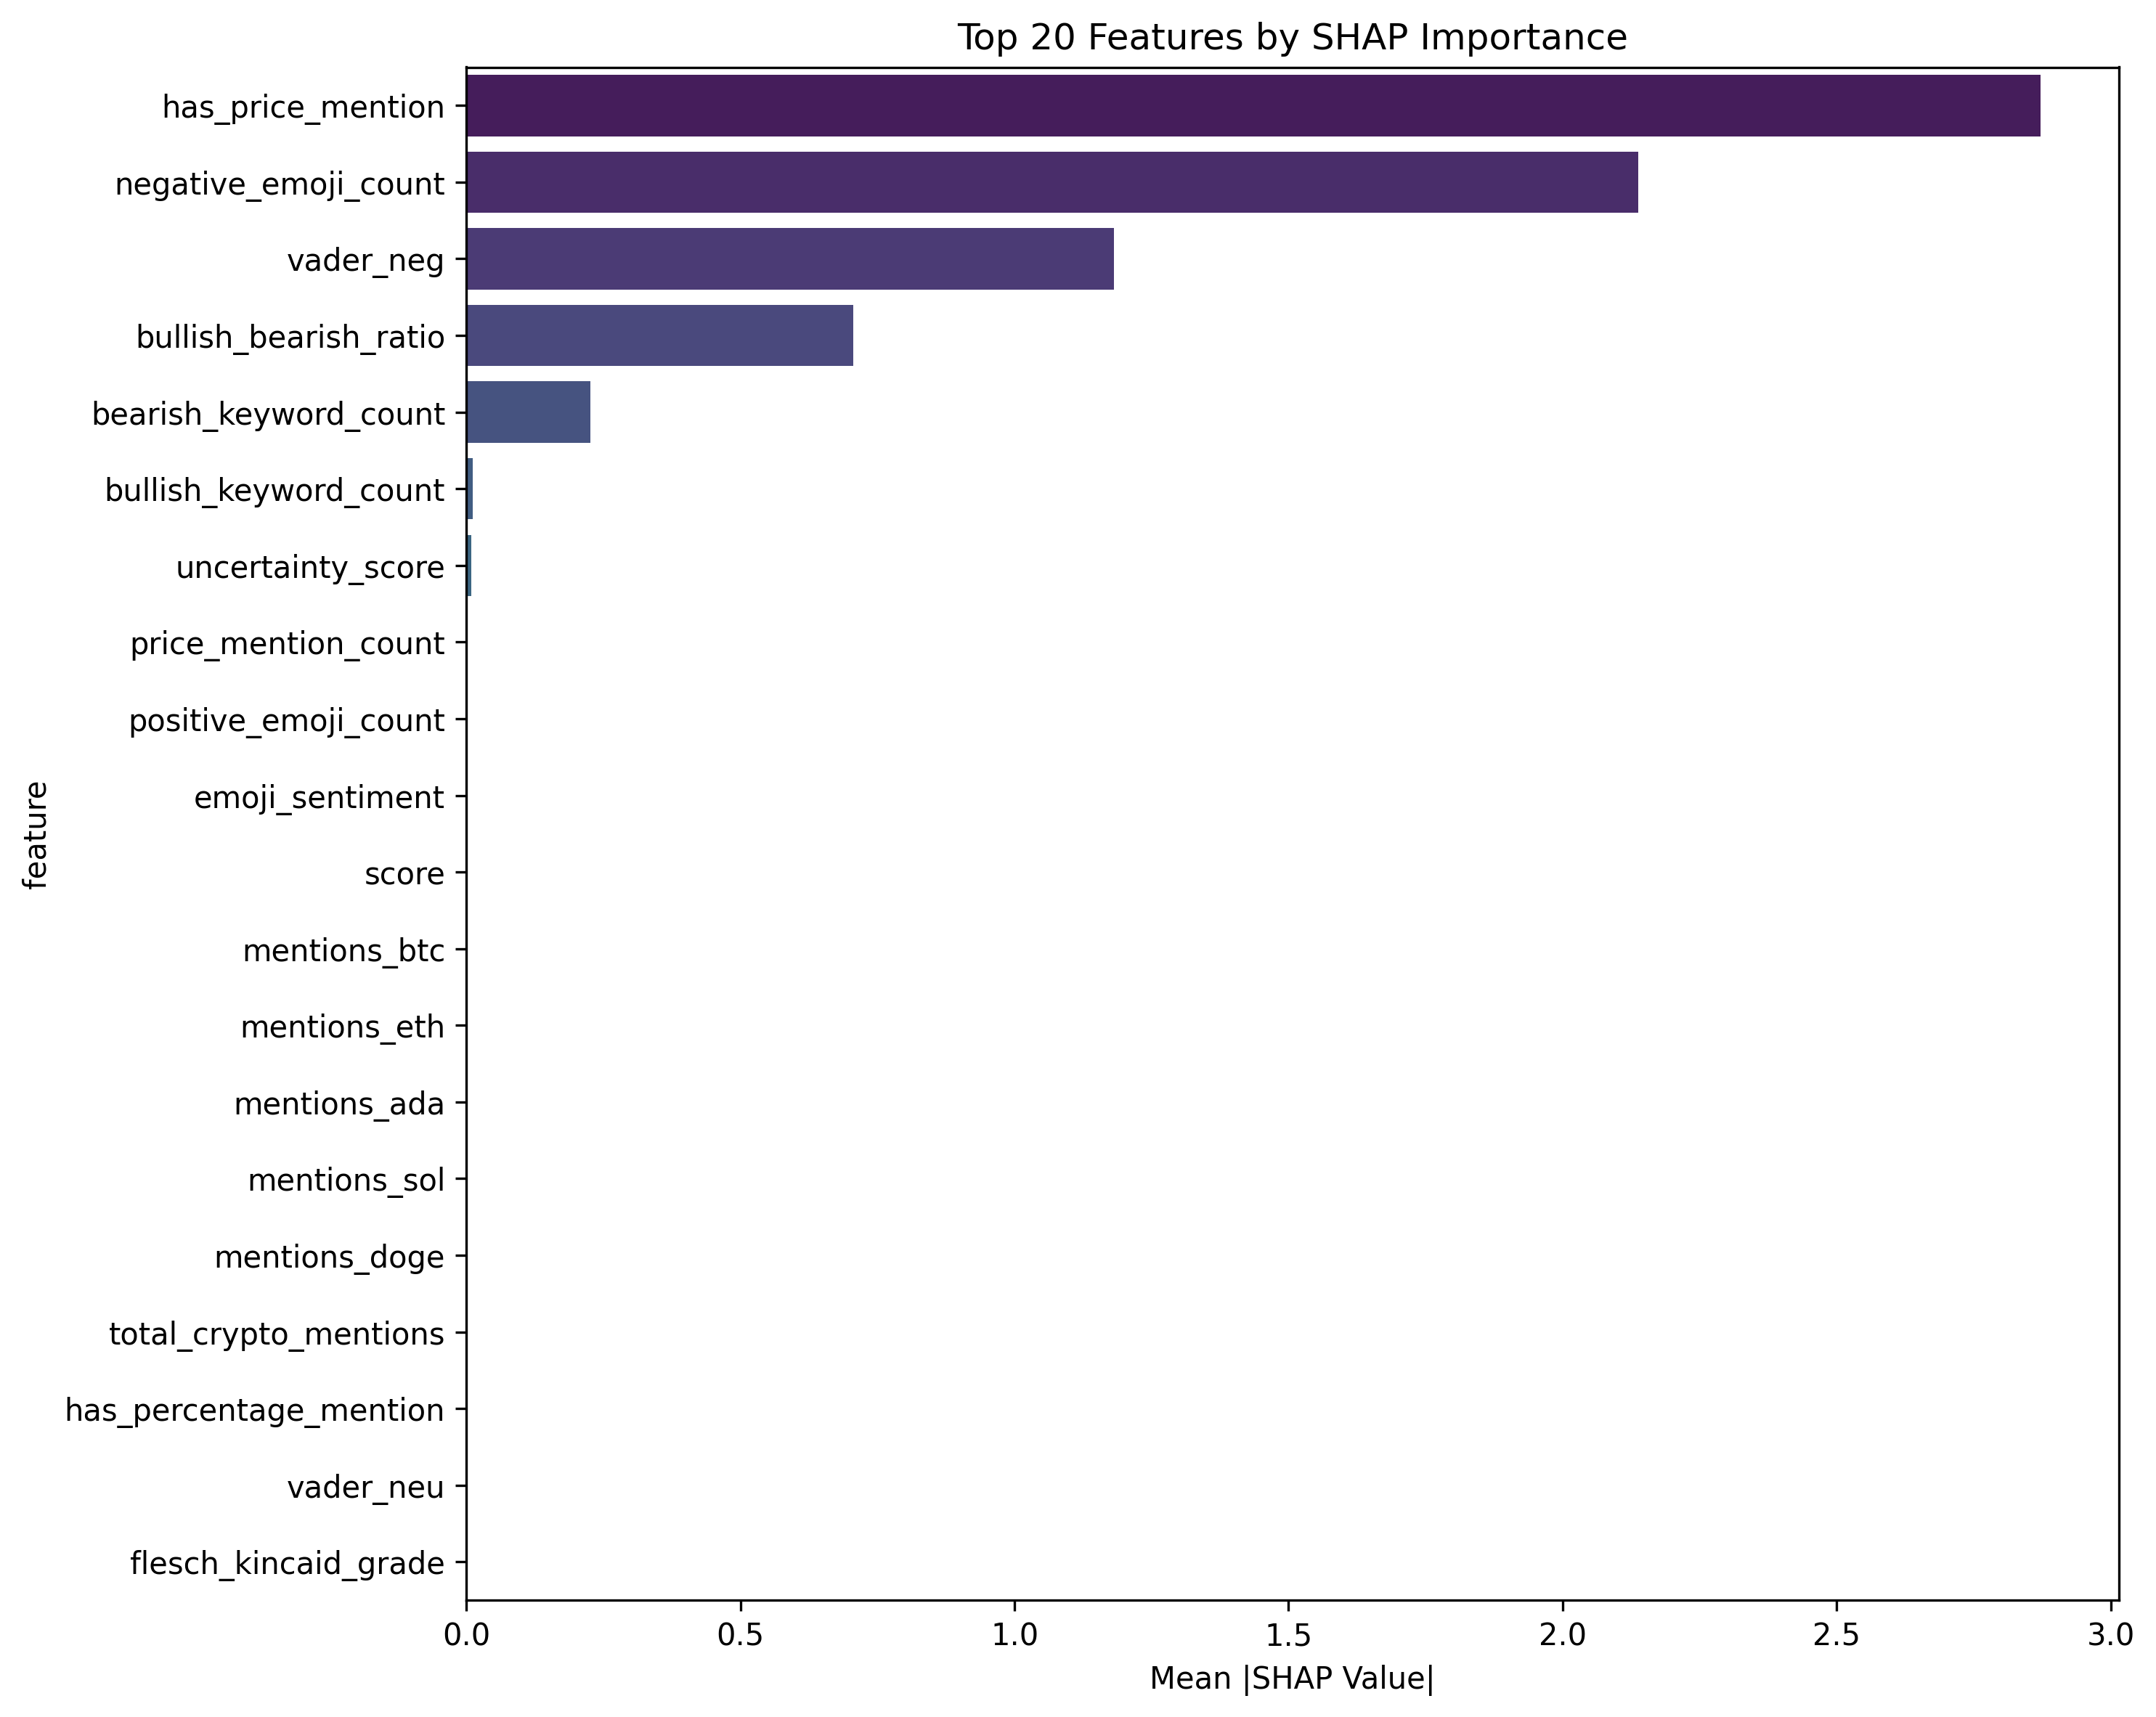 Top 20 Features by SHAP Importance
has_price_mention
negative_emoji_count
vader_neg
bullish_bearish_ratio
bearish_keyword_count
bullish_keyword_count
uncertainty_score
price_mention_count
positive_emoji_count
emoji_sentiment
score
mentions_btc
mentions_eth
mentions_ada
mentions_sol
mentions_doge
total_crypto_mentions
has_percentage_mention
vader_neu
flesch_kincaid_grade
feature
0.0 0.5 1.0 1.5 2.0 2.5 3.0
Mean |SHAP Value|